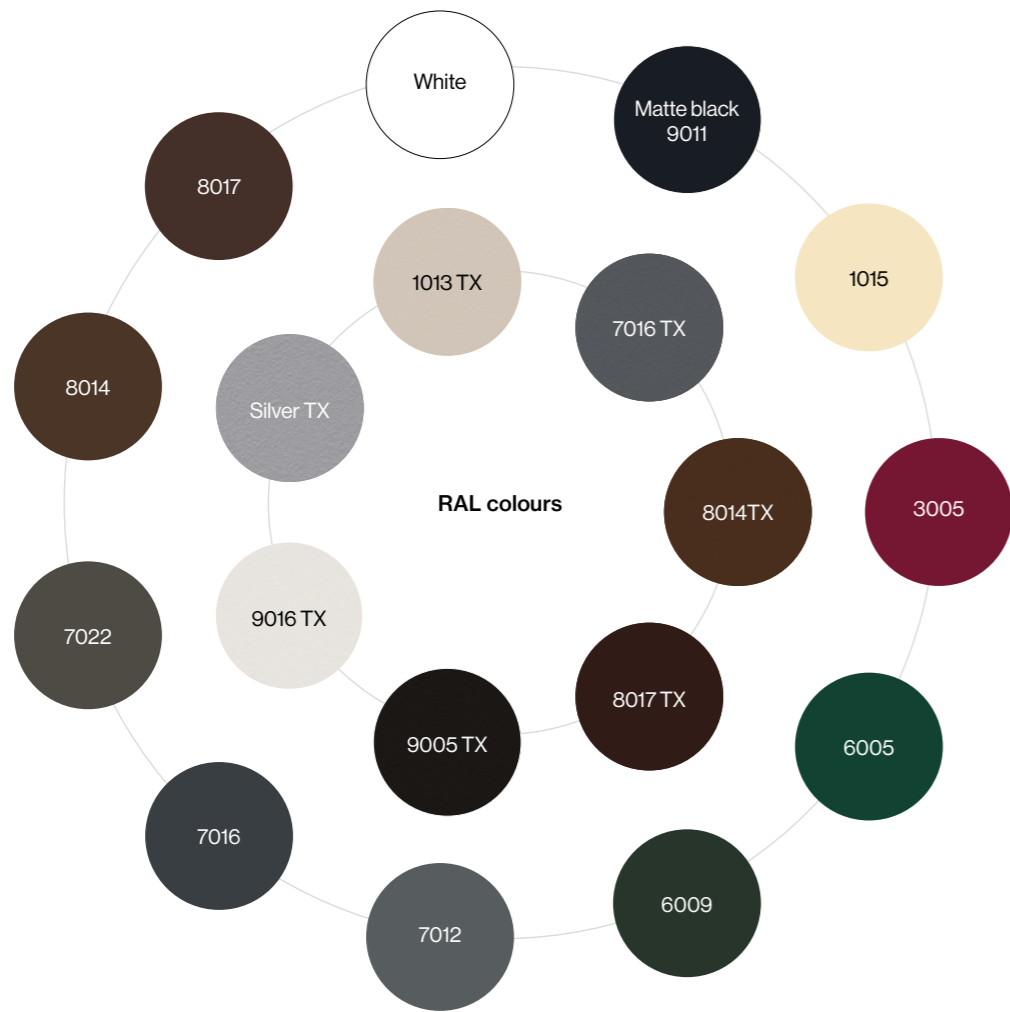 White
Matte black
9011
8017
1015
1013 TX
7016 TX
8014
Silver TX
RAL colours
8014TX
3005
9016 TX
7022
8017 TX
9005 TX
6005
7016
7012
6009